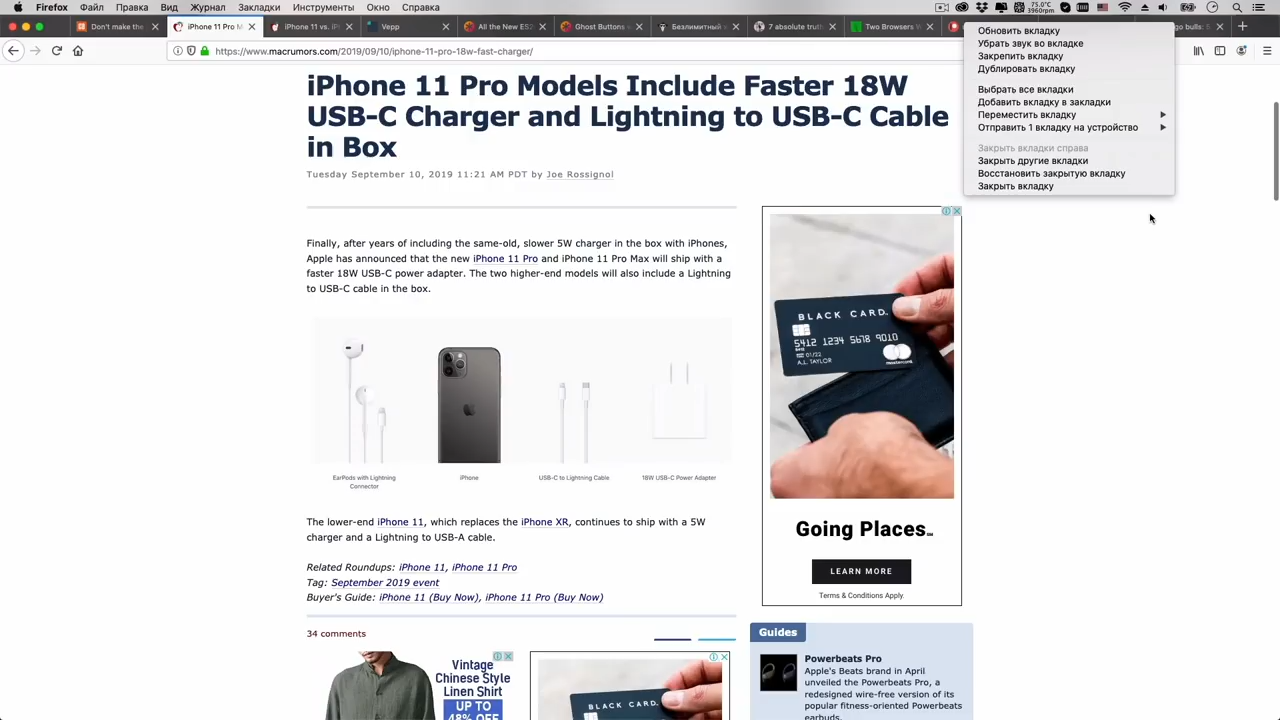 Firefox Файл Правка Вид Журнал Закладки Инструменты Окно Справка
75.0°C
3960rpm
Don't make the
iPhone 11 Pro M
iPhone 11 vs.
Vepp
All the New ES2
Ghost Buttons
Безлимитный
7 absolute truth
Two Browsers W
go bulls: S
https://www.macrumors.com/2019/09/10/iphone-11-pro-18w-fast-charger/
Обновить вкладку
Убрать звук во вкладке
Закрепить вкладку
Дублировать вкладку
Выбрать все вкладки
Добавить вкладку в закладки
Переместить вкладку
Отправить 1 вкладку на устройство
Закрыть вкладки справа
Закрыть другие вкладки
Восстановить закрытую вкладку
Закрыть вкладку
iPhone 11 Pro Models Include Faster 18W
USB-C Charger and Lightning to USB-C Cable
in Box
Tuesday September 10, 2019 11:21 AM PDT by Joe Rossignol
Finally, after years of including the same-old, slower 5W charger in the box with iPhones,
Apple has announced that the new iPhone 11 Pro and iPhone 11 Pro Max will ship with a
faster 18W USB-C power adapter. The two higher-end models will also include a Lightning
to USB-C cable in the box.
EarPods with Lightning
Connector
iPhone
USB-C to Lightning Cable
18W USB-C Power Adapter
The lower-end iPhone 11, which replaces the iPhone XR, continues to ship with a 5W
charger and a Lightning to USB-A cable.
Related Roundups: iPhone 11, iPhone 11 Pro
Tag: September 2019 event
Buyer's Guide: iPhone 11 (Buy Now), iPhone 11 Pro (Buy Now)
34 comments
Vintage
Chinese Style
Linen Shirt
UP TO
48% OFF
BLACK CARD.
BLACK CARD.
5412 1234 5678 9010
01/22
A.L. TAYLOR
mastercard
Going Places
LEARN MORE
Terms & Conditions Apply.
Guides
Powerbeats Pro
Apple's Beats brand in April
unveiled the Powerbeats Pro, a
redesigned wire-free version of its
popular fitness-oriented Powerbeats
earbuds.